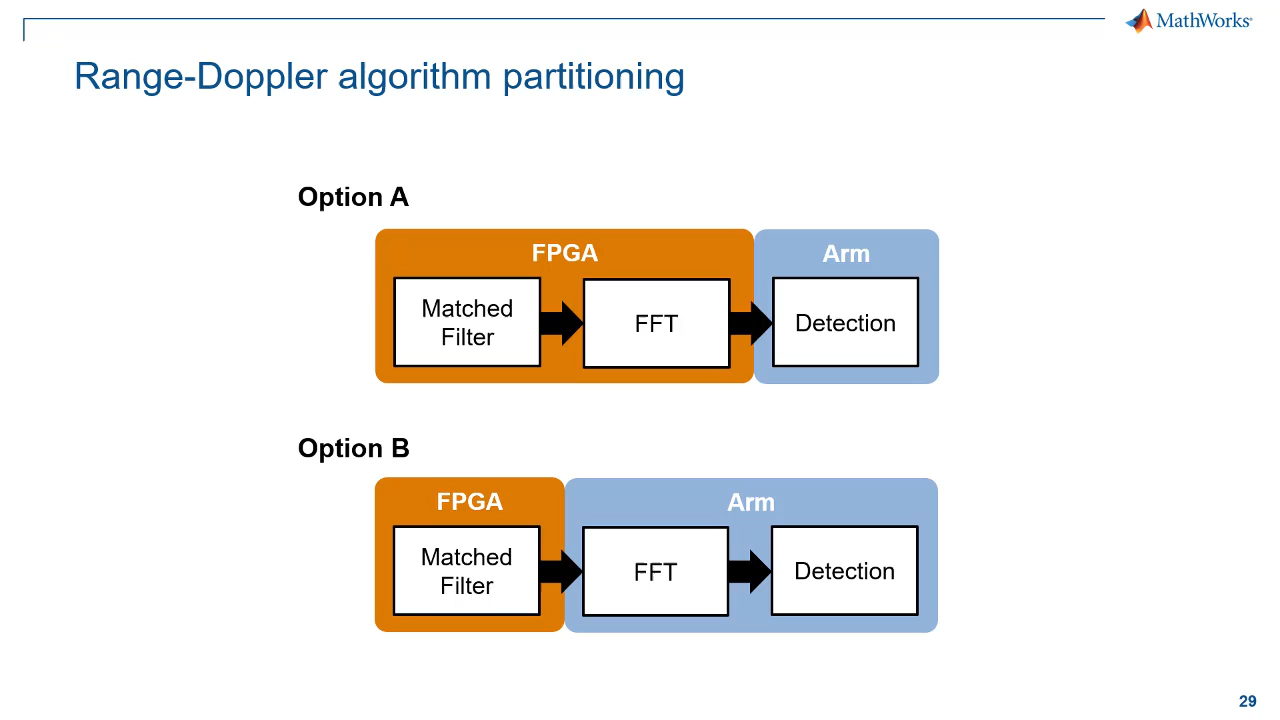 MathWorks
Range-Doppler algorithm partitioning
Option A
FPGA
Arm
Matched
Filter
FFT
Detection
Option B
FPGA
Arm
Matched
Filter
FFT
Detection
29